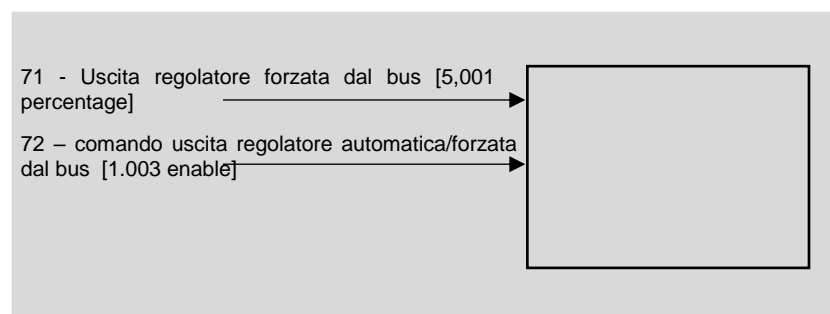 71 - Uscita regolatore forzata dal bus [5,001
percentage]
72 – comando uscita regolatore automatica/forzata
dal bus [1.003 enable]